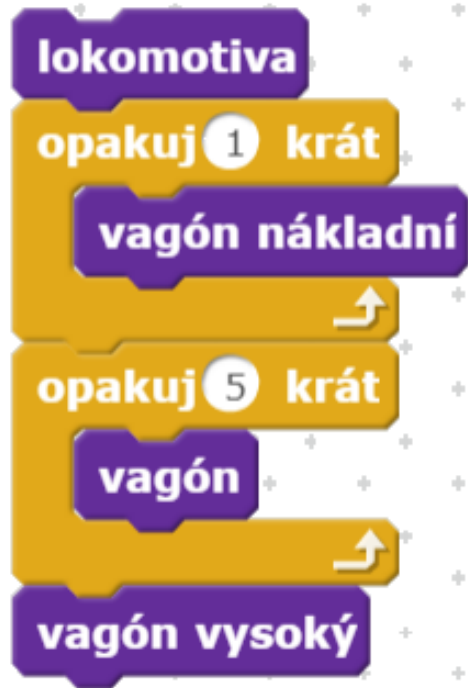 lokomotiva
opakuj 1 krát
vagón nákladní
opakuj 5 krát
vagón
vagón vysoký